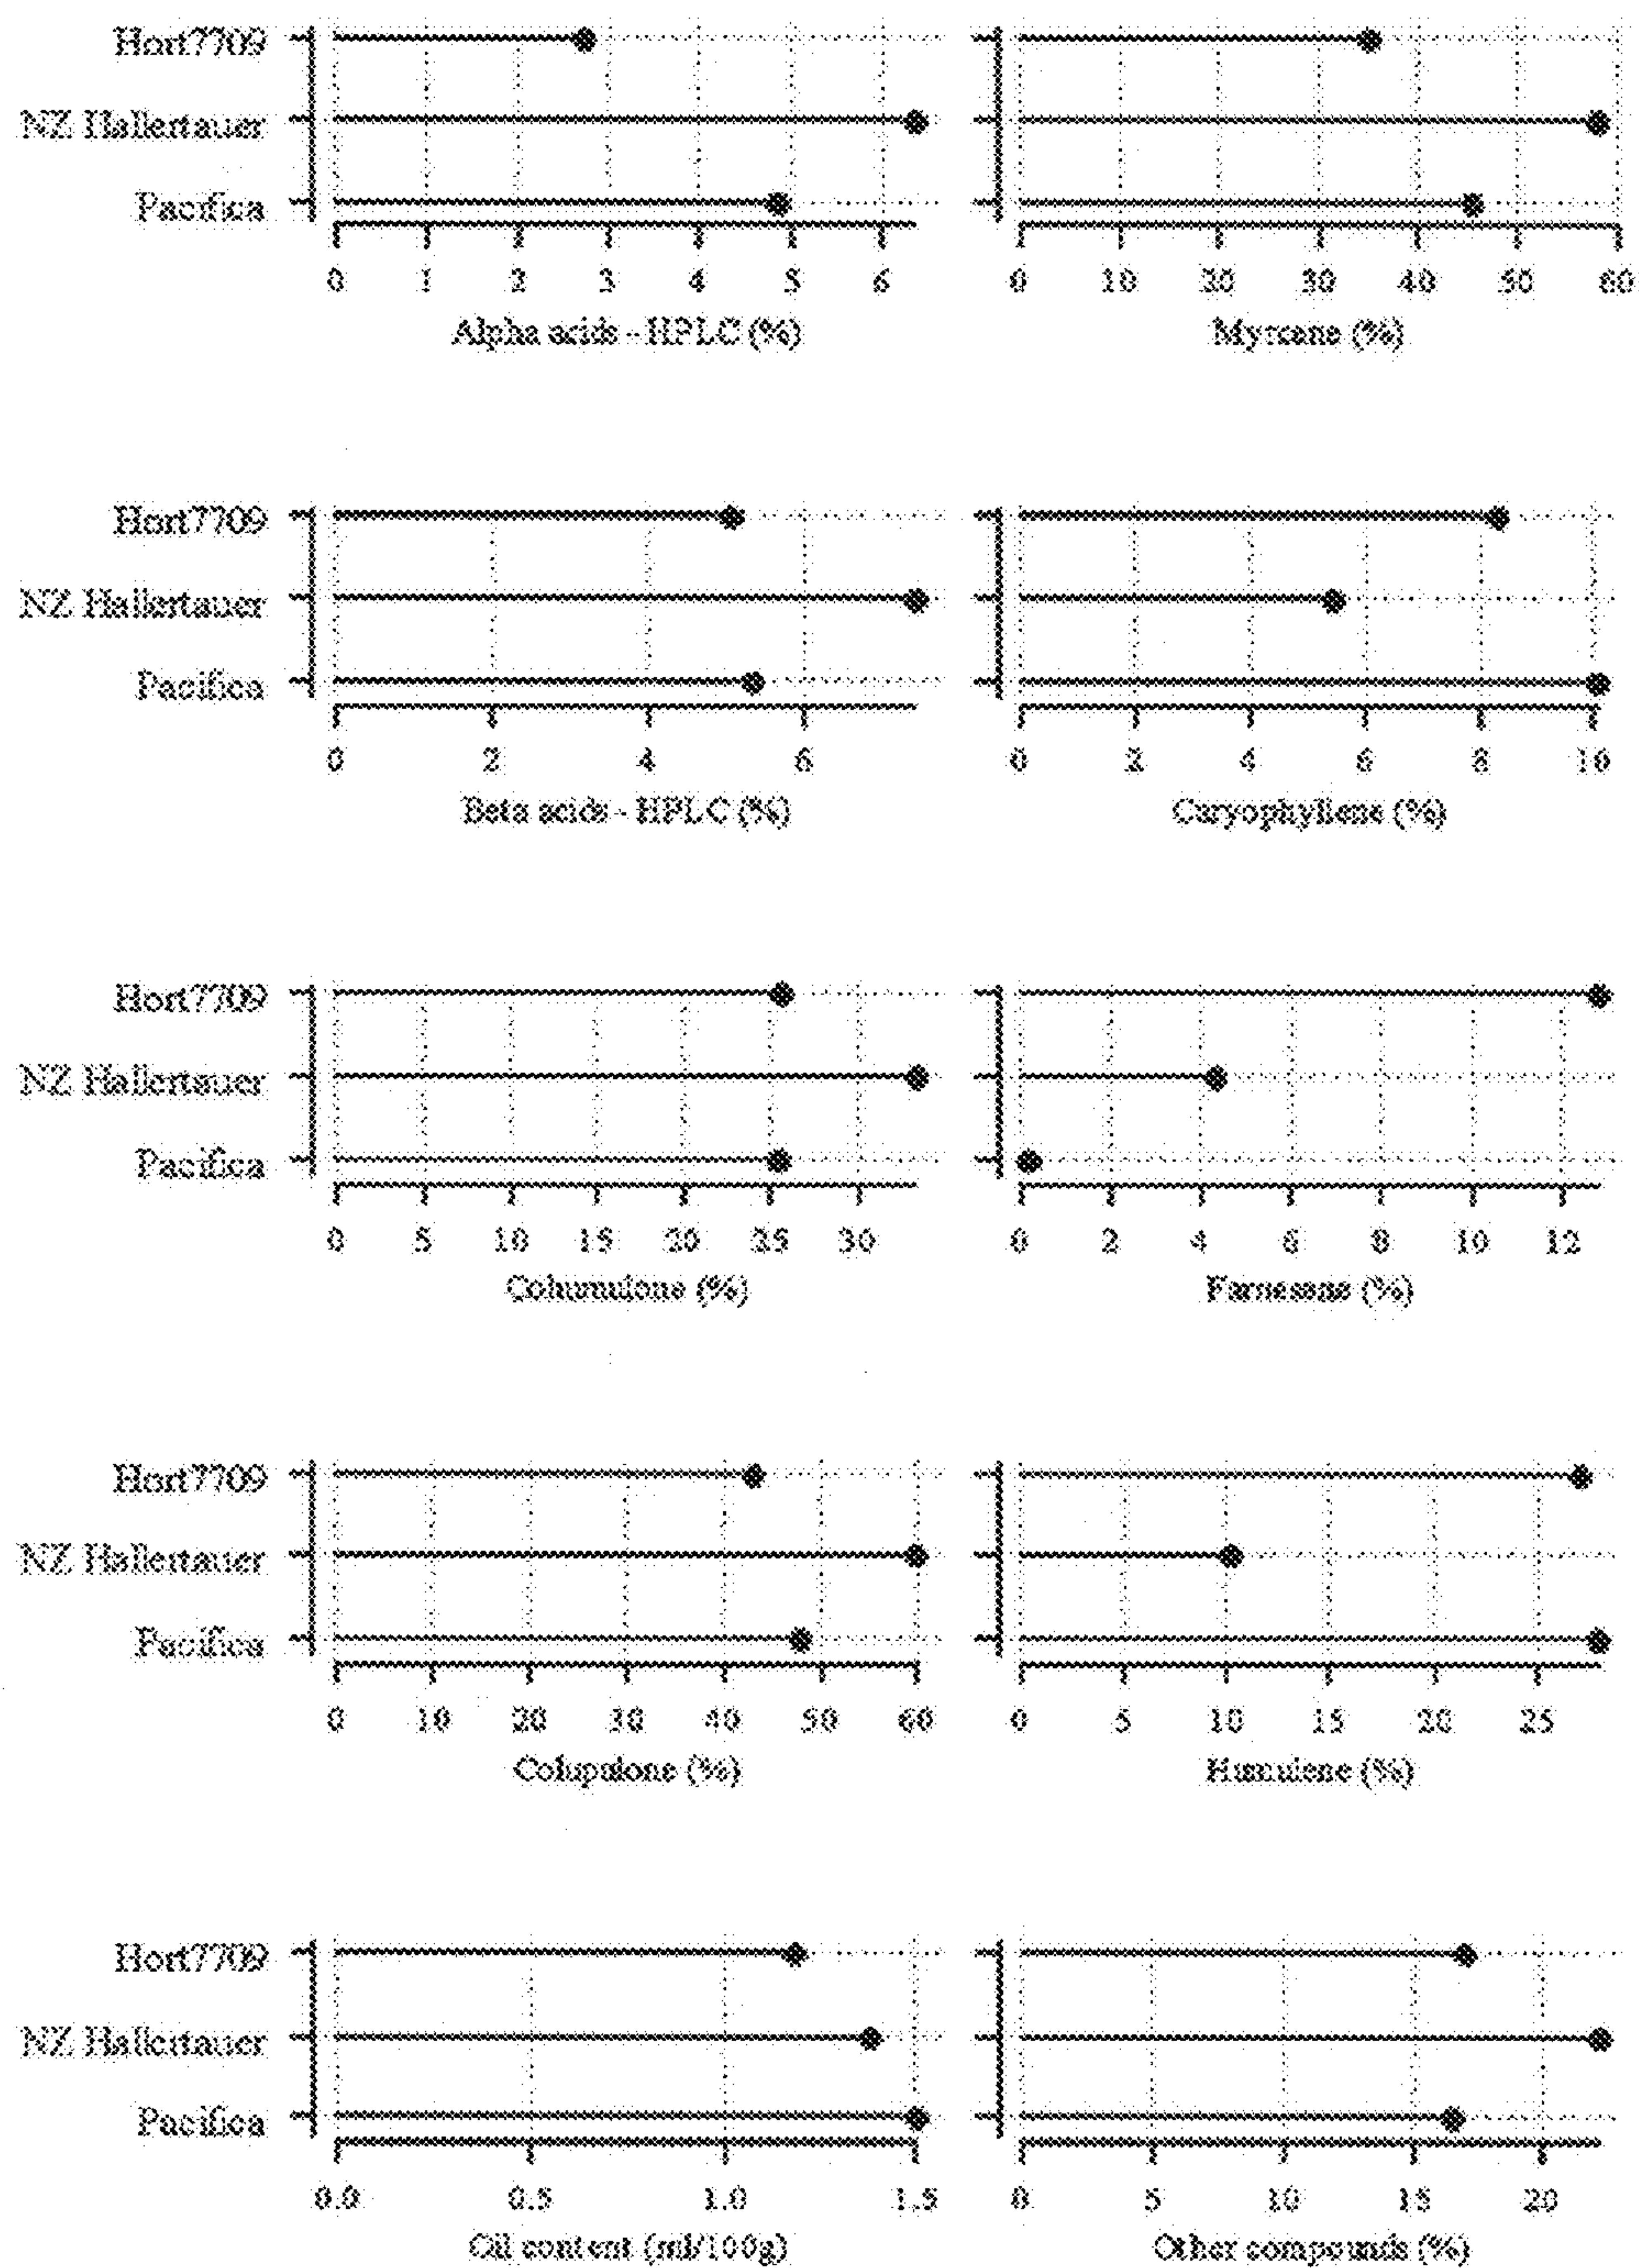 Hort7709
NZ Hallertauer
Pacifica
0 1 2 3 4 5 6
Alpha acids - HPLC (%)
0 10 20 30 40 50 60
Myrcene (%)
Hort7709
NZ Hallertauer
Pacifica
0 2 4 6
Beta acids - HPLC (%)
0 2 4 6 8 10
Caryophyllene (%)
Hort7709
NZ Hallertauer
Pacifica
0 5 10 15 20 25 30
Cohumulone (%)
0 2 4 6 8 10 12
Farnesene (%)
Hort7709
NZ Hallertauer
Pacifica
0 10 20 30 40 50 60
Colupulone (%)
0 5 10 15 20 25
Humulene (%)
Hort7709
NZ Hallertauer
Pacifica
0.0 0.5 1.0 1.5
Oil content (ml/100g)
0 5 10 15 20
Other compounds (%)